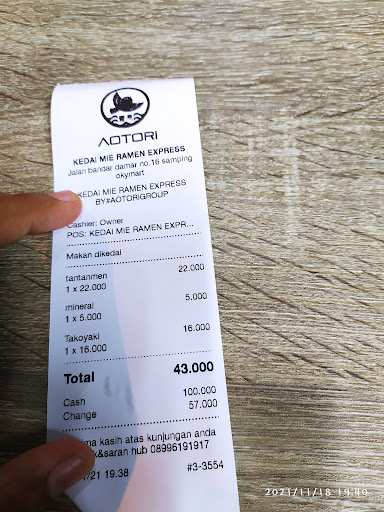 AOTORI
KEDAI MIE RAMEN EXPRESS
Jalan bandar damar no.16 samping
okymart
KEDAI MIE RAMEN EXPRESS
BY#AOTORIGROUP
Cashier: Owner
POS: KEDAI MIE RAMEN EXPR...
Makan dikedai
tantanmen 22.000
1 x 22.000
mineral 5.000
1 x 5.000
Takoyaki 16.000
1 x 16.000
Total 43.000
Cash 100.000
Change 57.000
kasih atas kunjungan anda
k&saran hub 08996191917
/21 19.38 #3-3554
2021/11/18 19:40